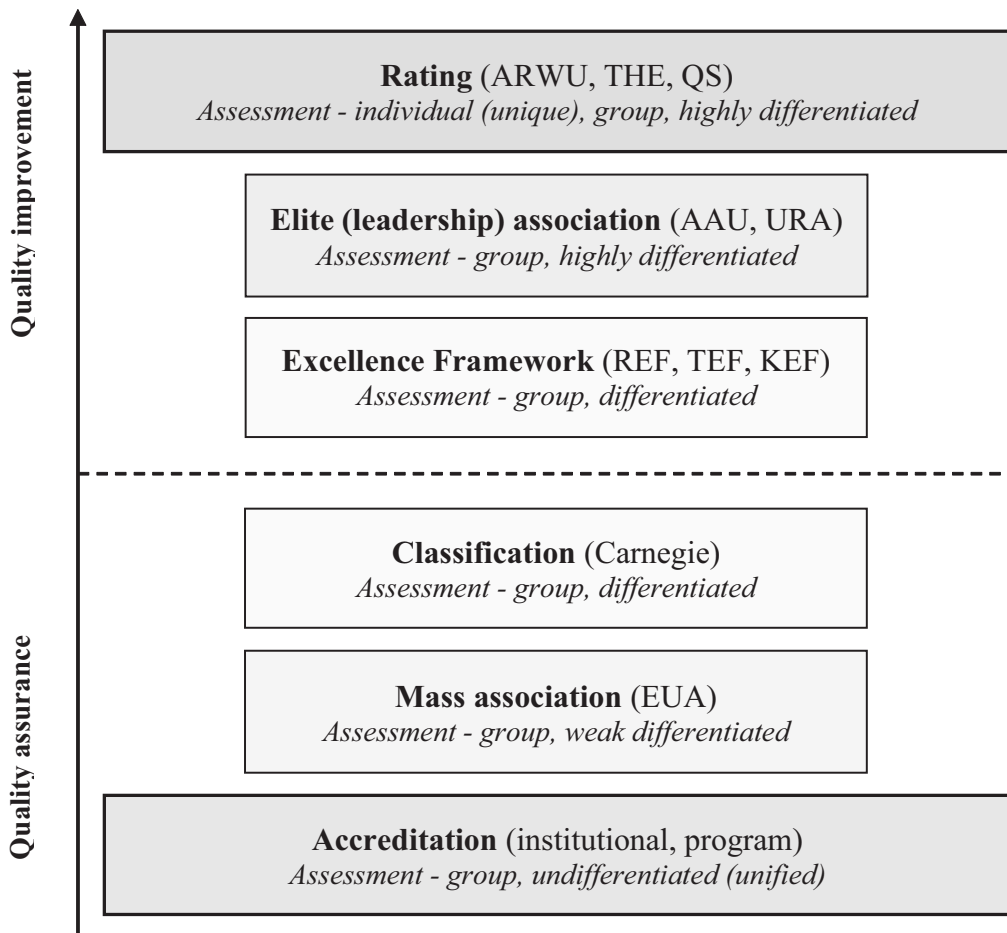 Quality improvement
Rating (ARWU, THE, QS)
Assessment - individual (unique), group, highly differentiated
Elite (leadership) association (AAU, URA)
Assessment - group, highly differentiated
Excellence Framework (REF, TEF, KEF)
Assessment - group, differentiated
Quality assurance
Classification (Carnegie)
Assessment - group, differentiated
Mass association (EUA)
Assessment - group, weak differentiated
Accreditation (institutional, program)
Assessment - group, undifferentiated (unified)